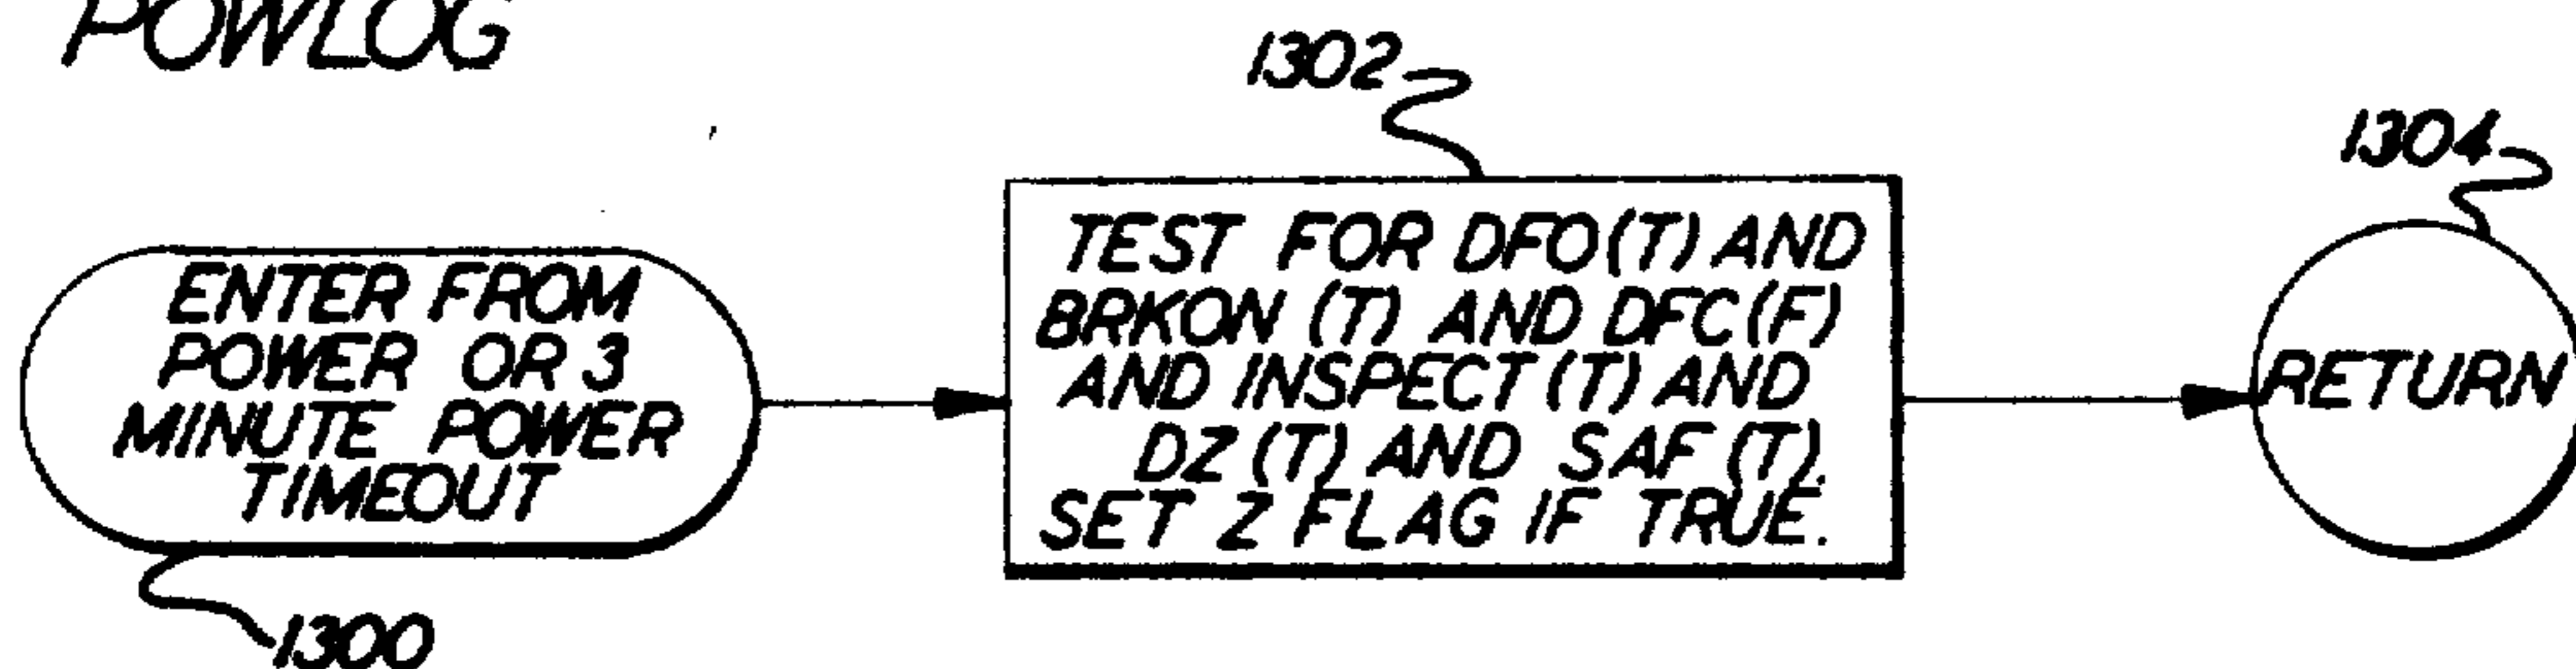 POWLOG
1302
1304
ENTER FROM
POWER OR 3
MINUTE POWER
TIMEOUT
1300
TEST FOR DFO(T) AND
BRKON (T) AND DFC(F)
AND INSPECT(T) AND
DZ(T) AND SAF(T).
SET Z FLAG IF TRUE.
RETURN